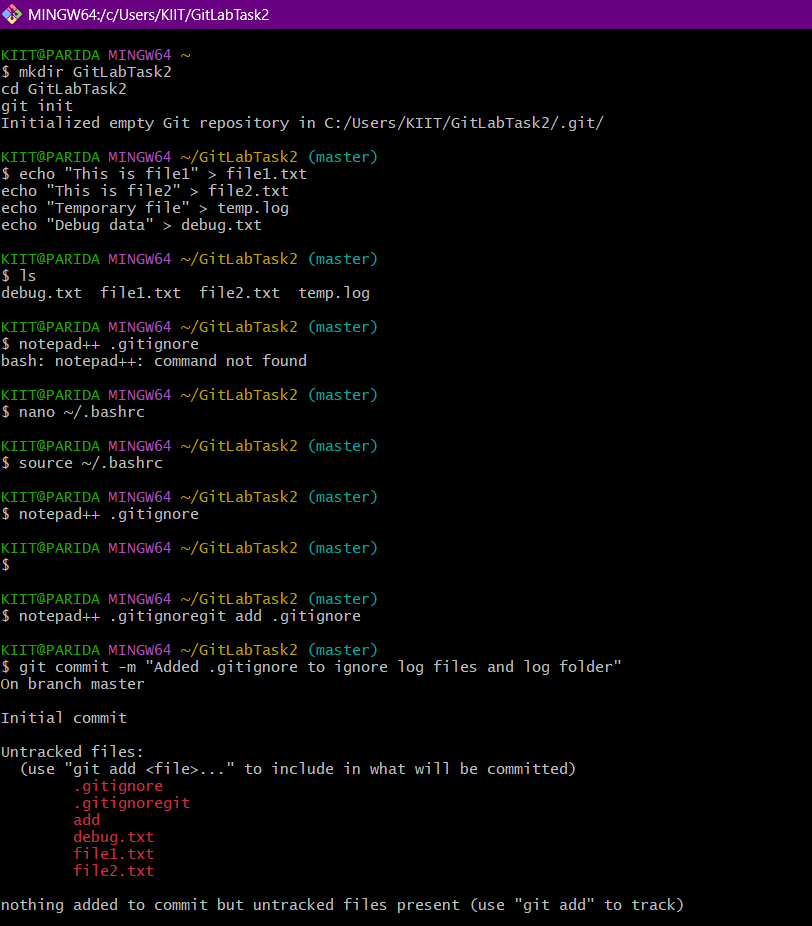 MINGW64:/c/Users/KIIT/GitLabTask2
KIIT@PARIDA MINGW64 ~
$ mkdir GitLabTask2
cd GitLabTask2
git init
Initialized empty Git repository in C:/Users/KIIT/GitLabTask2/.git/
KIIT@PARIDA MINGW64 ~/GitLabTask2 (master)
$ echo "This is file1" > file1.txt
echo "This is file2" > file2.txt
echo "Temporary file" > temp.log
echo "Debug data" > debug.txt
KIIT@PARIDA MINGW64 ~/GitLabTask2 (master)
$ ls
debug.txt  file1.txt  file2.txt  temp.log
KIIT@PARIDA MINGW64 ~/GitLabTask2 (master)
$ notepad++ .gitignore
bash: notepad++: command not found
KIIT@PARIDA MINGW64 ~/GitLabTask2 (master)
$ nano ~/.bashrc
KIIT@PARIDA MINGW64 ~/GitLabTask2 (master)
$ source ~/.bashrc
KIIT@PARIDA MINGW64 ~/GitLabTask2 (master)
$ notepad++ .gitignore
KIIT@PARIDA MINGW64 ~/GitLabTask2 (master)
$
KIIT@PARIDA MINGW64 ~/GitLabTask2 (master)
$ notepad++ .gitignoregit add .gitignore
KIIT@PARIDA MINGW64 ~/GitLabTask2 (master)
$ git commit -m "Added .gitignore to ignore log files and log folder"
On branch master
Initial commit
Untracked files:
  (use "git add <file>..." to include in what will be committed)
        .gitignore
        .gitignoregit
        add
        debug.txt
        file1.txt
        file2.txt
nothing added to commit but untracked files present (use "git add" to track)